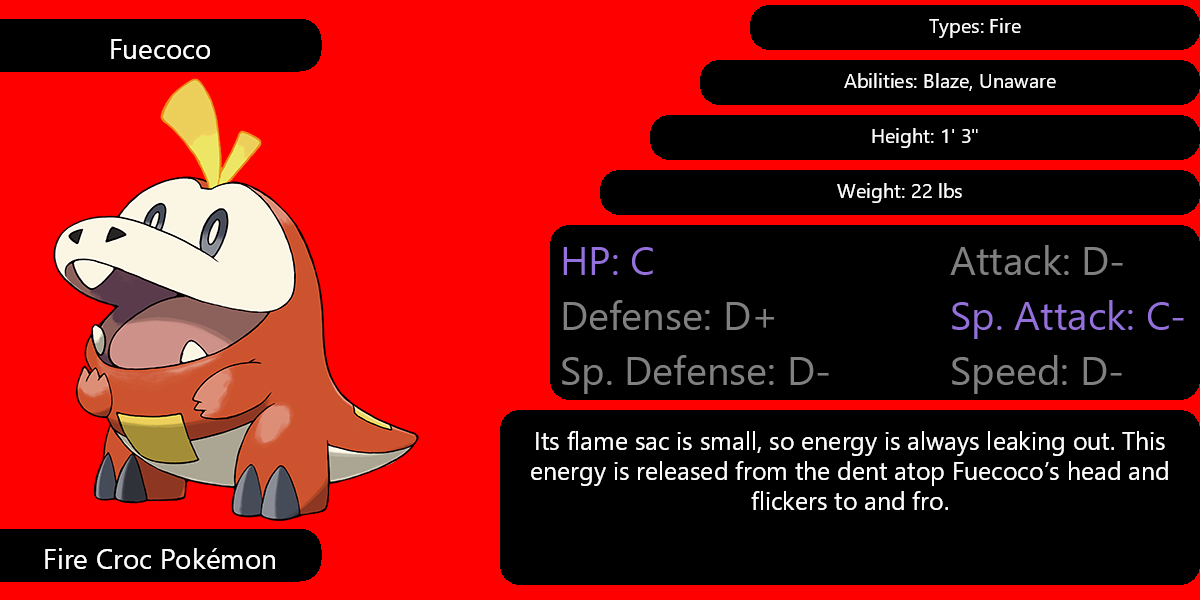 Fuecoco
Types: Fire
Abilities: Blaze, Unaware
Height: 1' 3"
Weight: 22 lbs
HP: C
Attack: D-
Defense: D+
Sp. Attack: C-
Sp. Defense: D-
Speed: D-
Its flame sac is small, so energy is always leaking out. This
energy is released from the dent atop Fuecoco’s head and
flickers to and fro.
Fire Croc Pokémon